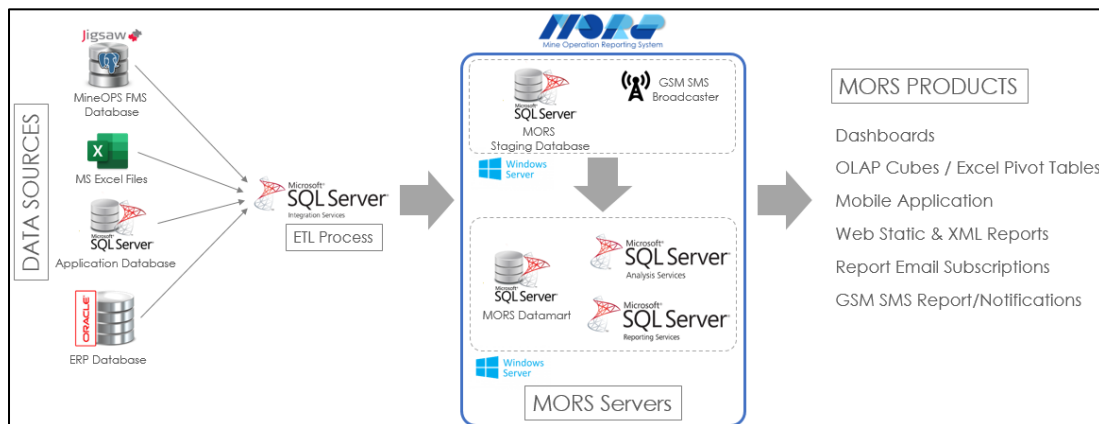 DATA SOURCES
Jigsaw
MineOPS FMS
Database
X
MS Excel Files
Microsoft
SQL Server
Application Database
ORACLE
ERP Database
Microsoft
SQL Server
Integration Services
ETL Process
MORS
Mine Operation Reporting System
Microsoft
SQL Server
MORS
Staging Database
GSM SMS
Broadcaster
Windows
Server
Microsoft
SQL Server
MORS Datamart
Microsoft
SQL Server
Analysis Services
Microsoft
SQL Server
Reporting Services
Windows
Server
MORS Servers
MORS PRODUCTS
Dashboards
OLAP Cubes / Excel Pivot Tables
Mobile Application
Web Static & XML Reports
Report Email Subscriptions
GSM SMS Report/Notifications